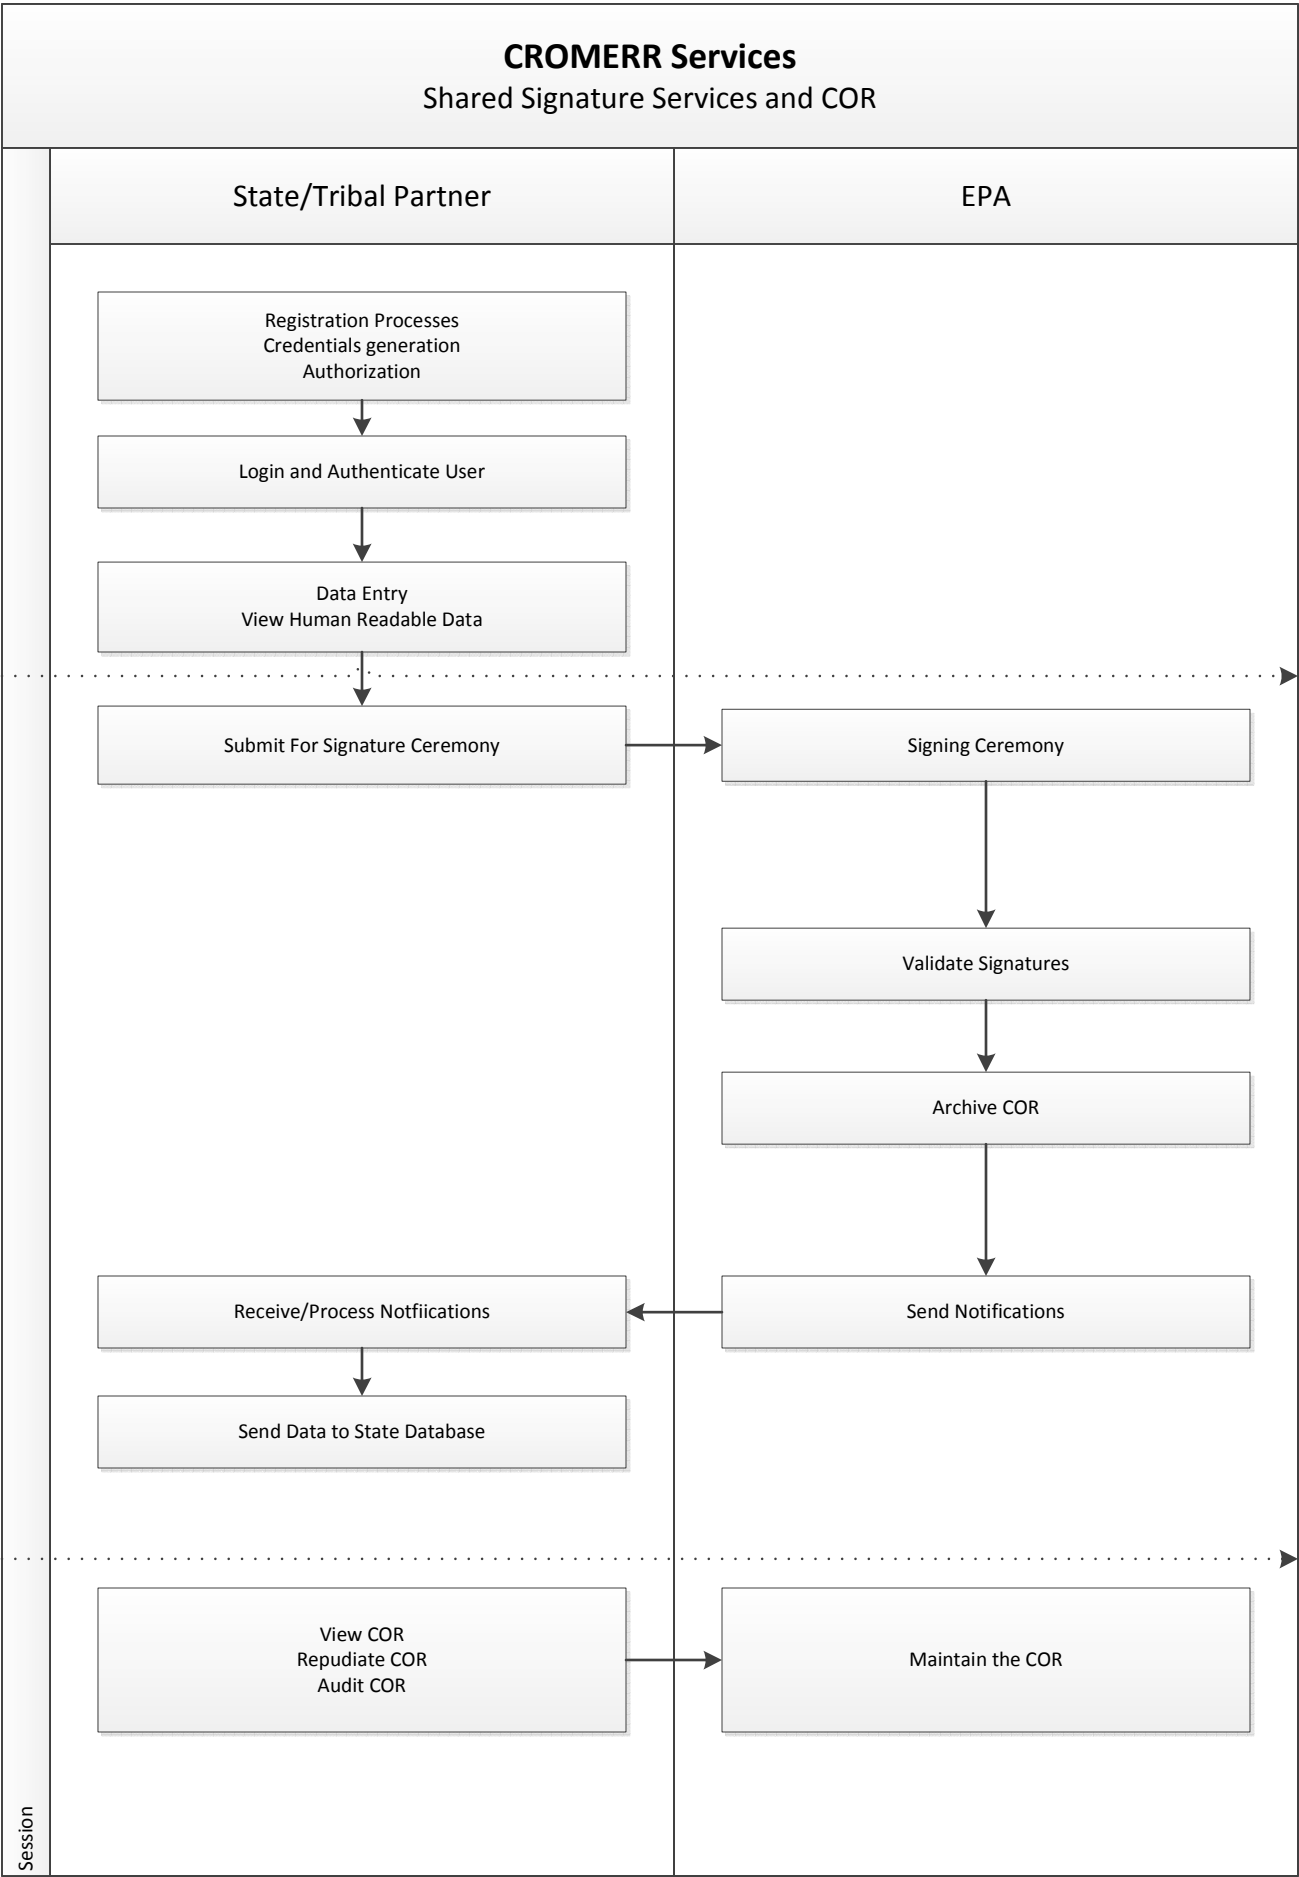 CROMERR Services
Shared Signature Services and COR
State/Tribal Partner
EPA
Registration Processes
Credentials generation
Authorization
Login and Authenticate User
Data Entry
View Human Readable Data
Submit For Signature Ceremony
Signing Ceremony
Validate Signatures
Archive COR
Receive/Process Notfiications
Send Notifications
Send Data to State Database
View COR
Repudiate COR
Audit COR
Maintain the COR
Session